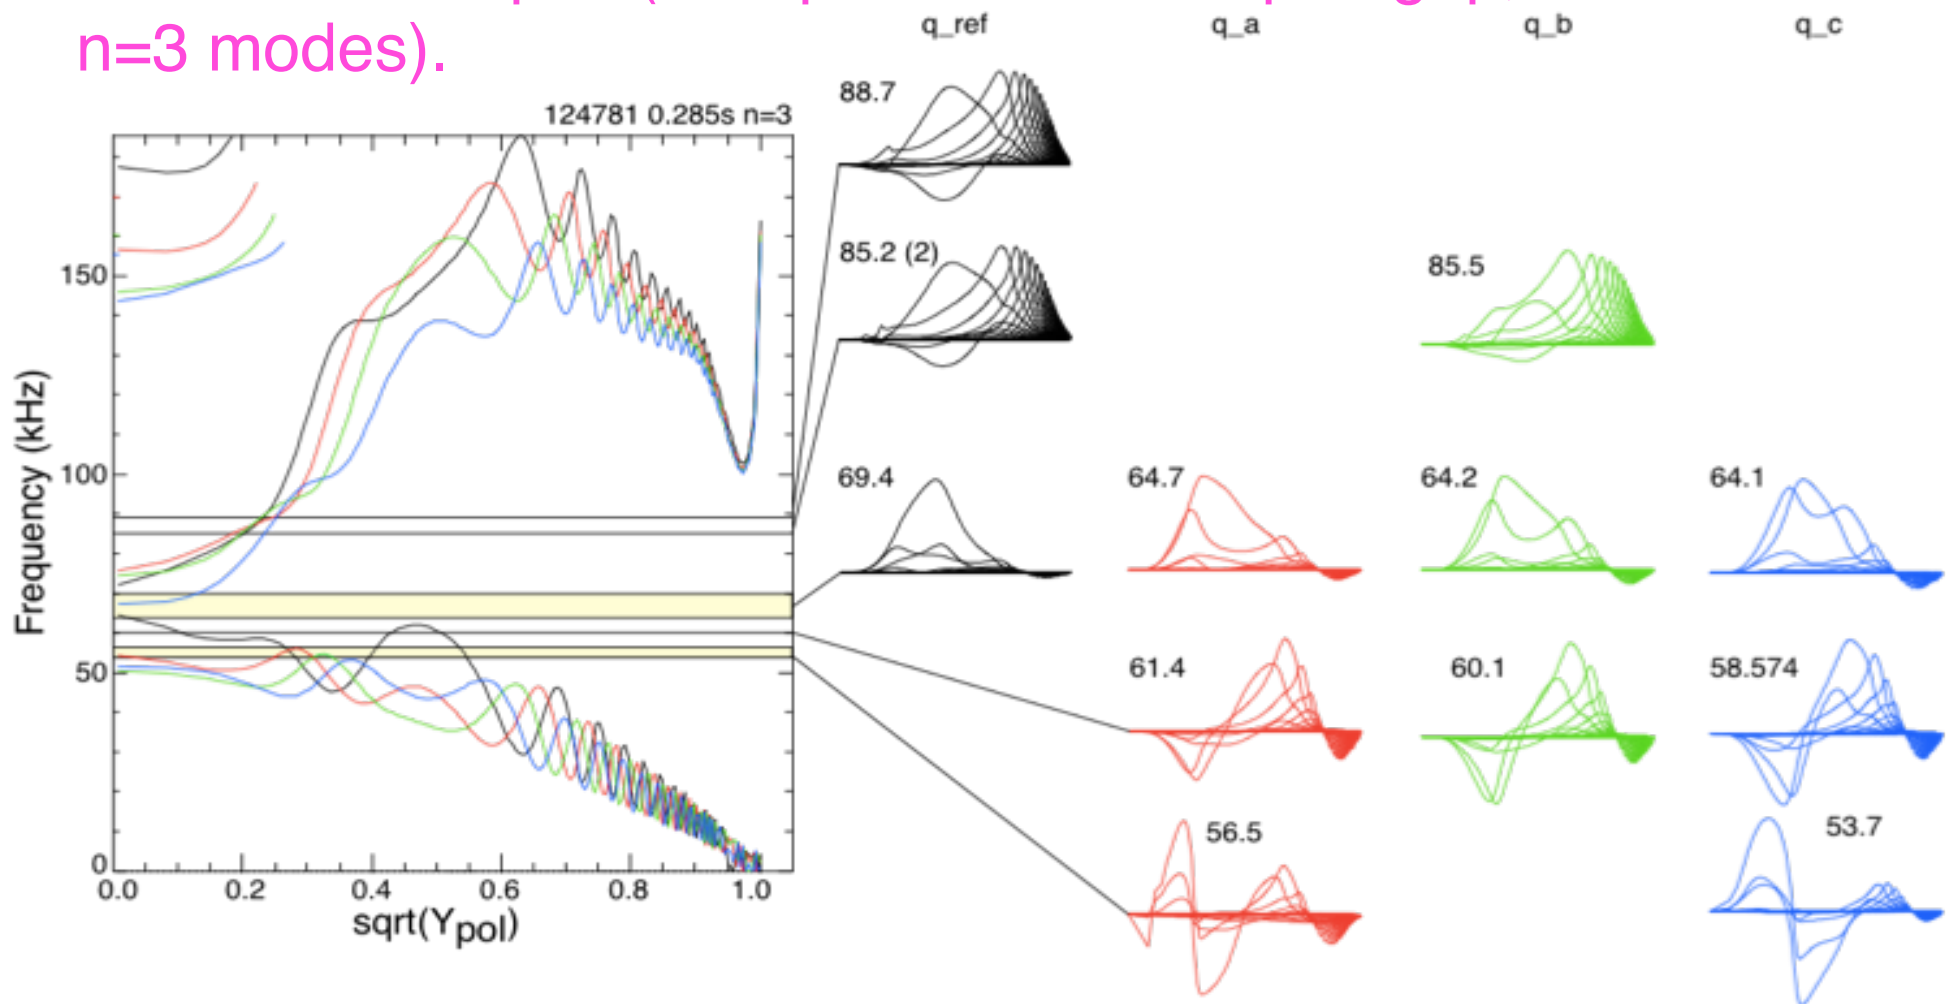 n=3 modes).
q_ref q_a q_b q_c
124781 0.285s n=3
88.7
85.2 (2)
85.5
69.4 64.7 64.2 64.1
61.4 60.1 58.574
56.5 53.7
Frequency (kHz)
150
100
50
0
0.0 0.2 0.4 0.6 0.8 1.0
sqrt(Ypol)